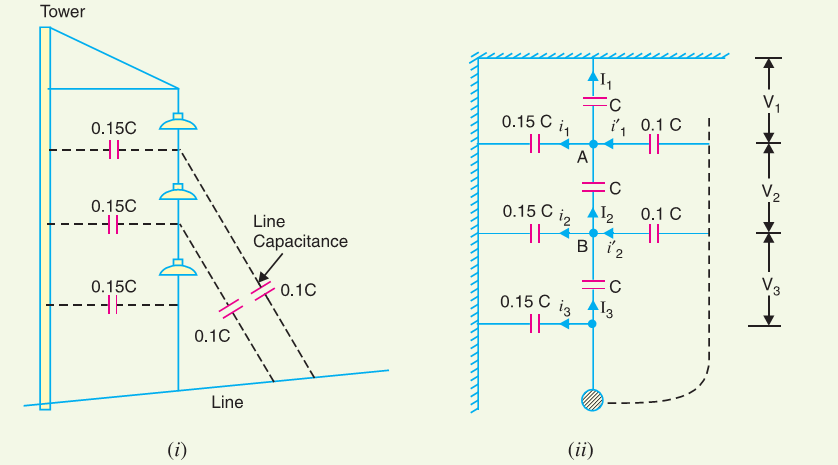 Tower
0.15C
0.15C
0.15C
Line
Capacitance
0.1C
0.1C
Line
(i)
I₁
C
V₁
0.15 C i₁ i′₁ 0.1 C
A
C
V₂
0.15 C i₂ I₂ 0.1 C
B i′₂
C
V₃
0.15 C i₃ I₃
(ii)